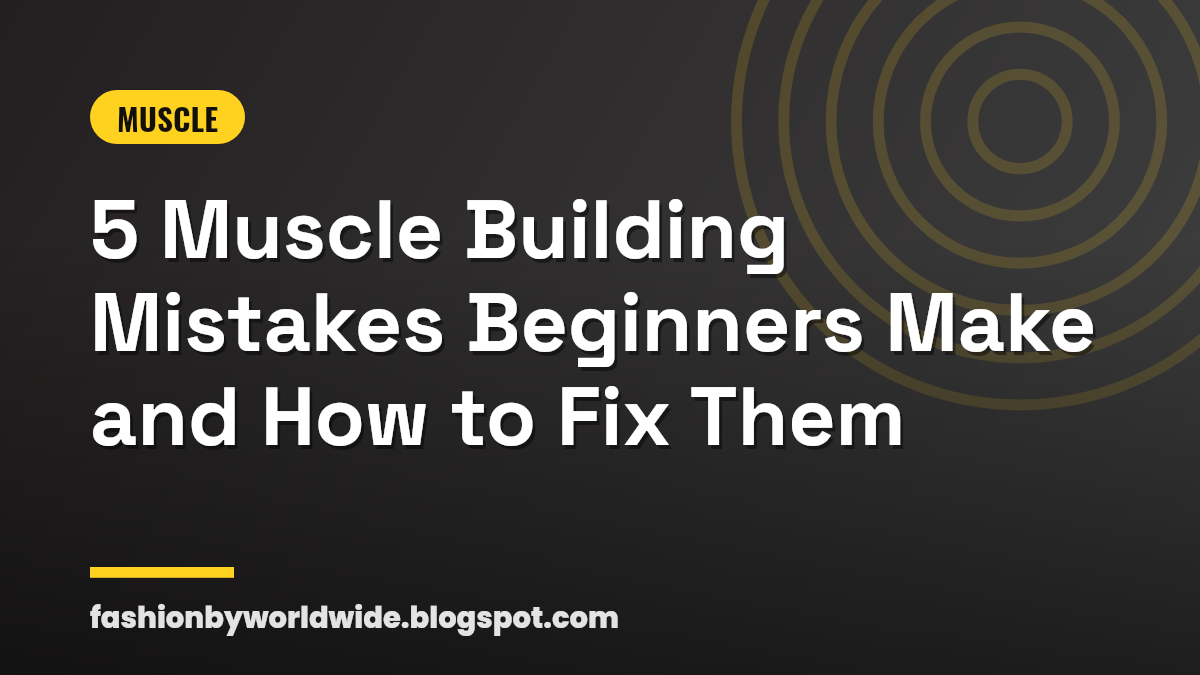 MUSCLE
5 Muscle Building
Mistakes Beginners Make
and How to Fix Them
fashionbyworldwide.blogspot.com